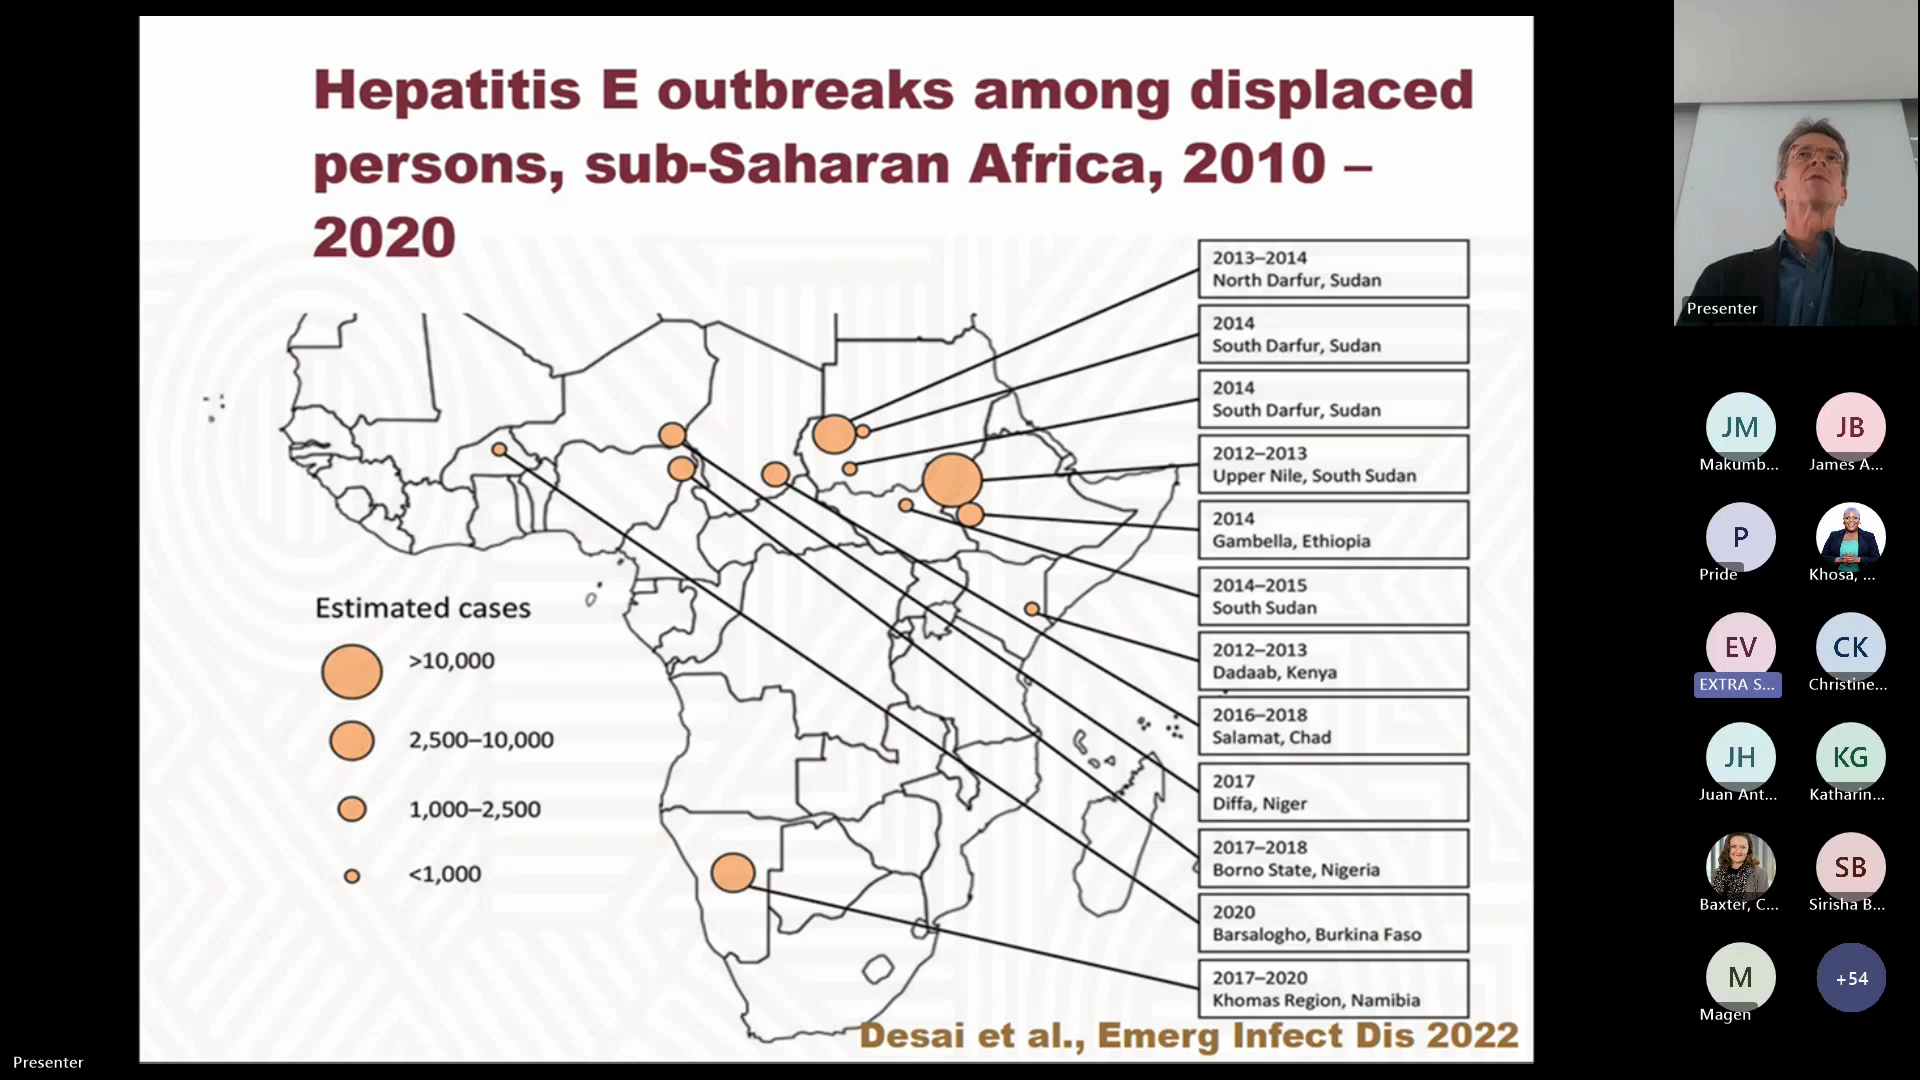 Hepatitis E outbreaks among displaced
persons, sub-Saharan Africa, 2010 –
2020
2013–2014
North Darfur, Sudan
2014
South Darfur, Sudan
2014
South Darfur, Sudan
2012–2013
Upper Nile, South Sudan
2014
Gambella, Ethiopia
2014–2015
South Sudan
2012–2013
Dadaab, Kenya
2016–2018
Salamat, Chad
2017
Diffa, Niger
2017–2018
Borno State, Nigeria
2020
Barsalogho, Burkina Faso
2017–2020
Khomas Region, Namibia
Estimated cases
>10,000
2,500–10,000
1,000–2,500
<1,000
Desai et al., Emerg Infect Dis 2022
Presenter
Presenter
JM
Makumb...
JB
James A...
P
Pride
Khosa, ...
EV
EXTRA S...
CK
Christine...
JH
Juan Ant...
KG
Katharin...
Baxter, C...
SB
Sirisha B...
M
Magen
+54